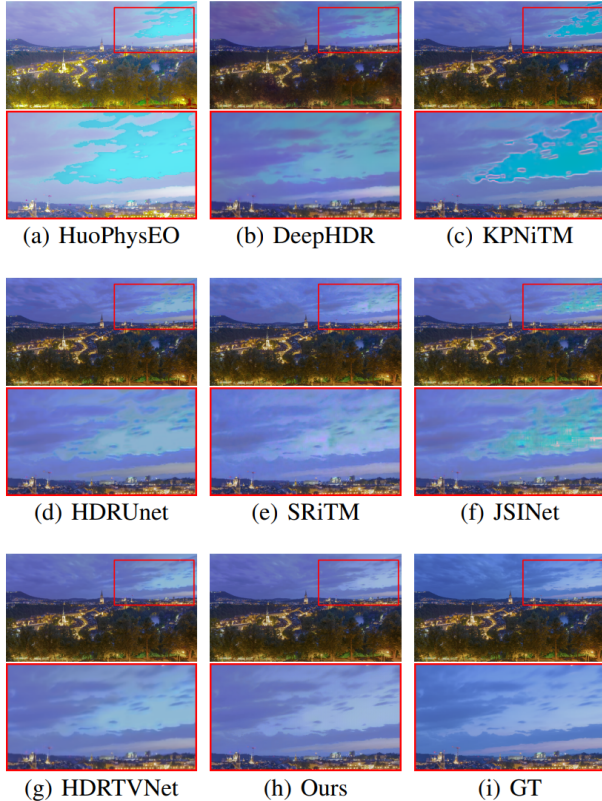 (a) HuoPhysEO
(b) DeepHDR
(c) KPNiTM
(d) HDRUnet
(e) SRiTM
(f) JSINet
(g) HDRTVNet
(h) Ours
(i) GT